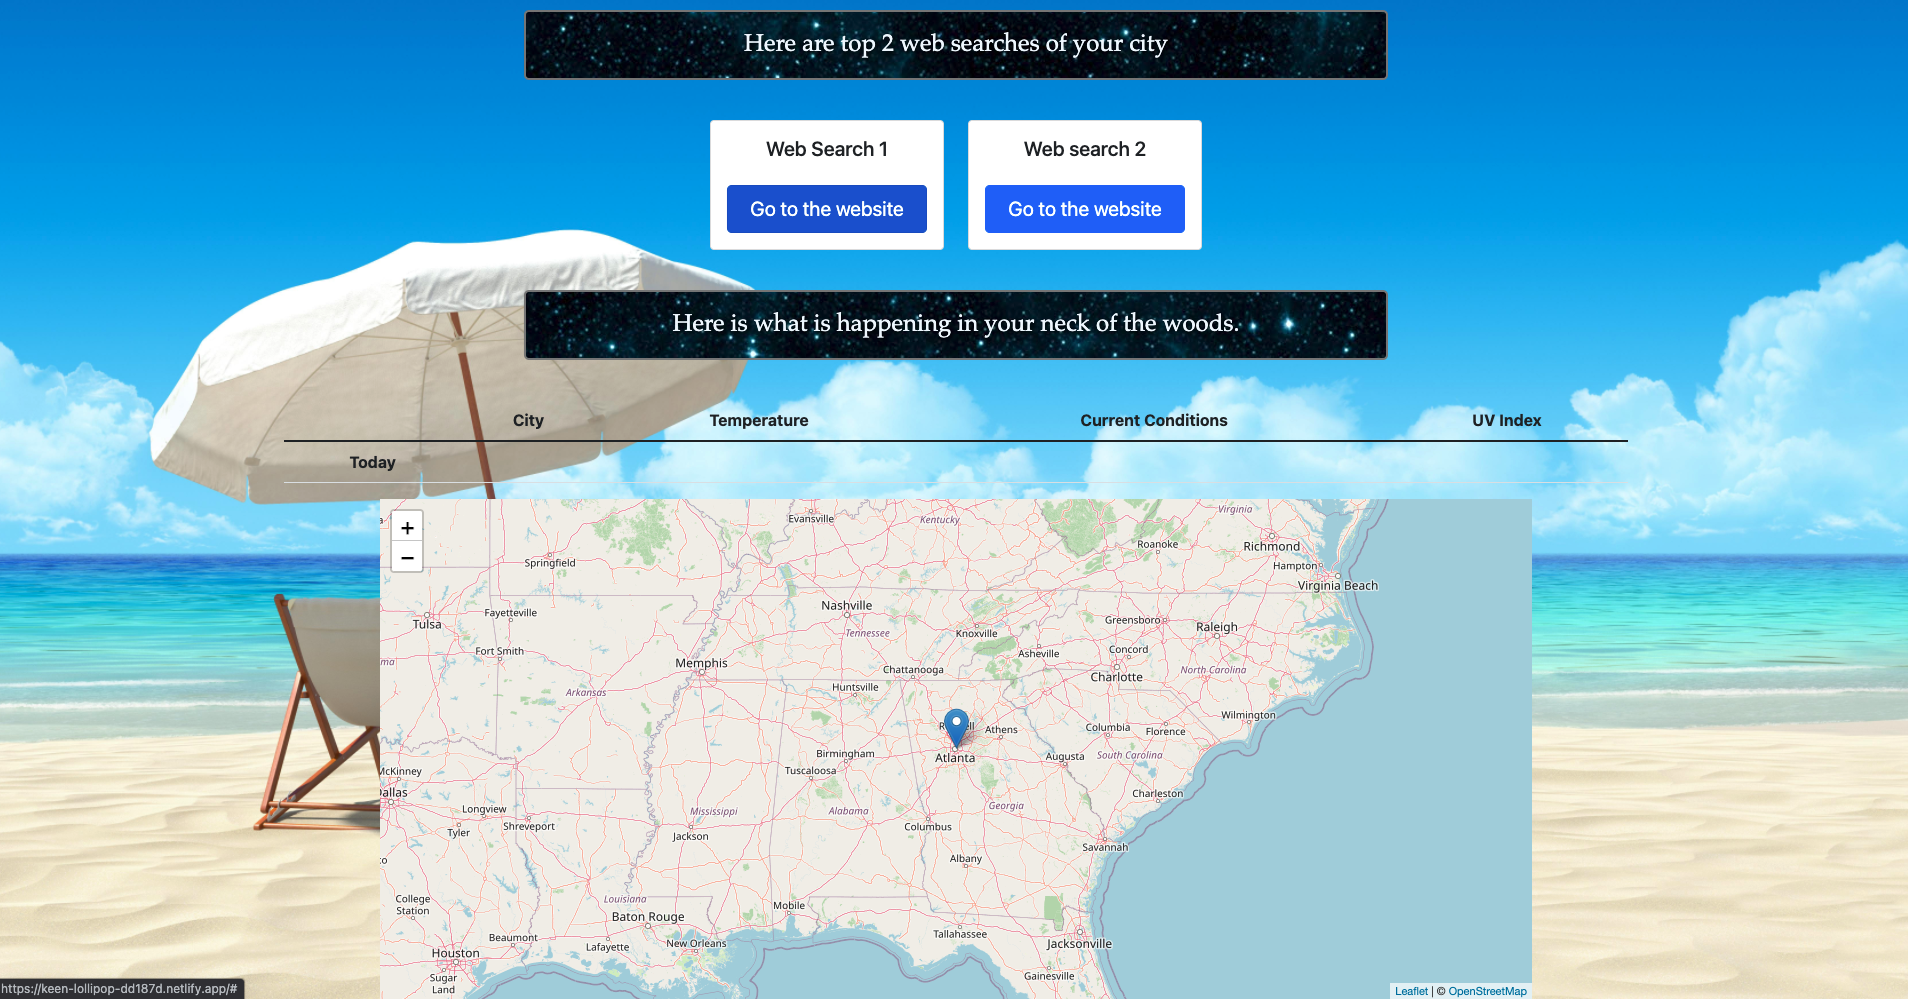 Here are top 2 web searches of your city
Web Search 1
Web search 2
Go to the website
Go to the website
Here is what is happening in your neck of the woods.
City Temperature Current Conditions UV Index
Today
+
−
Evansville
Kentucky
Virginia
Roanoke
Richmond
Springfield
Hampton
Virginia Beach
Nashville
Fayetteville
Tulsa
Greensboro
Raleigh
Tennessee
Knoxville
Fort Smith
Asheville
Concord
Memphis
Chattanooga
North Carolina
Charlotte
Huntsville
Arkansas
Wilmington
Athens
Columbia
Florence
Birmingham
Atlanta
Augusta
South Carolina
Tuscaloosa
McKinney
Dallas
Charleston
Longview
Mississippi
Alabama
Georgia
Tyler
Shreveport
Columbus
Jackson
Savannah
Albany
College
Station
Louisiana
Mobile
Baton Rouge
Beaumont
Lafayette
New Orleans
Tallahassee
Jacksonville
Houston
Sugar
Land
Gainesville
https://keen-lollipop-dd187d.netlify.app/#
Leaflet | © OpenStreetMap